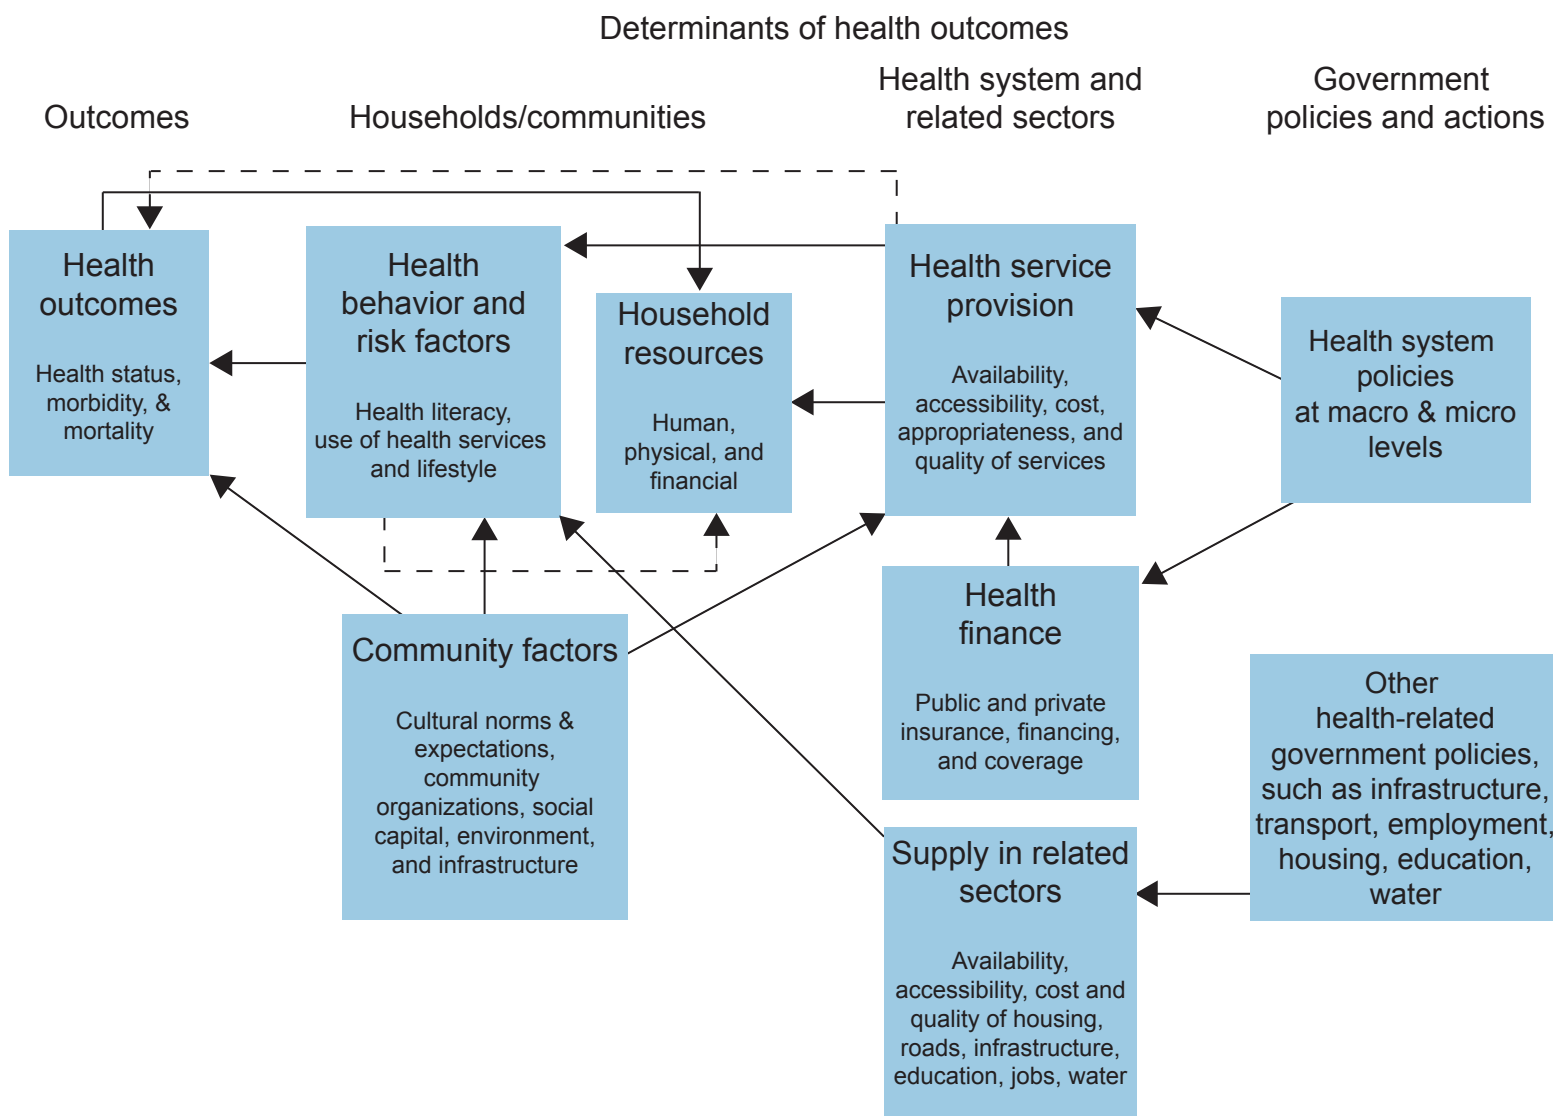 Determinants of health outcomes
Outcomes
Households/communities
Health system and
related sectors
Government
policies and actions
Health
outcomes
Health status,
morbidity, &
mortality
Health
behavior and
risk factors
Health literacy,
use of health services
and lifestyle
Household
resources
Human,
physical, and
financial
Health service
provision
Availability,
accessibility, cost,
appropriateness, and
quality of services
Health system
policies
at macro & micro
levels
Community factors
Cultural norms &
expectations,
community
organizations, social
capital, environment,
and infrastructure
Health
finance
Public and private
insurance, financing,
and coverage
Other
health-related
government policies,
such as infrastructure,
transport, employment,
housing, education,
water
Supply in related
sectors
Availability,
accessibility, cost and
quality of housing,
roads, infrastructure,
education, jobs, water